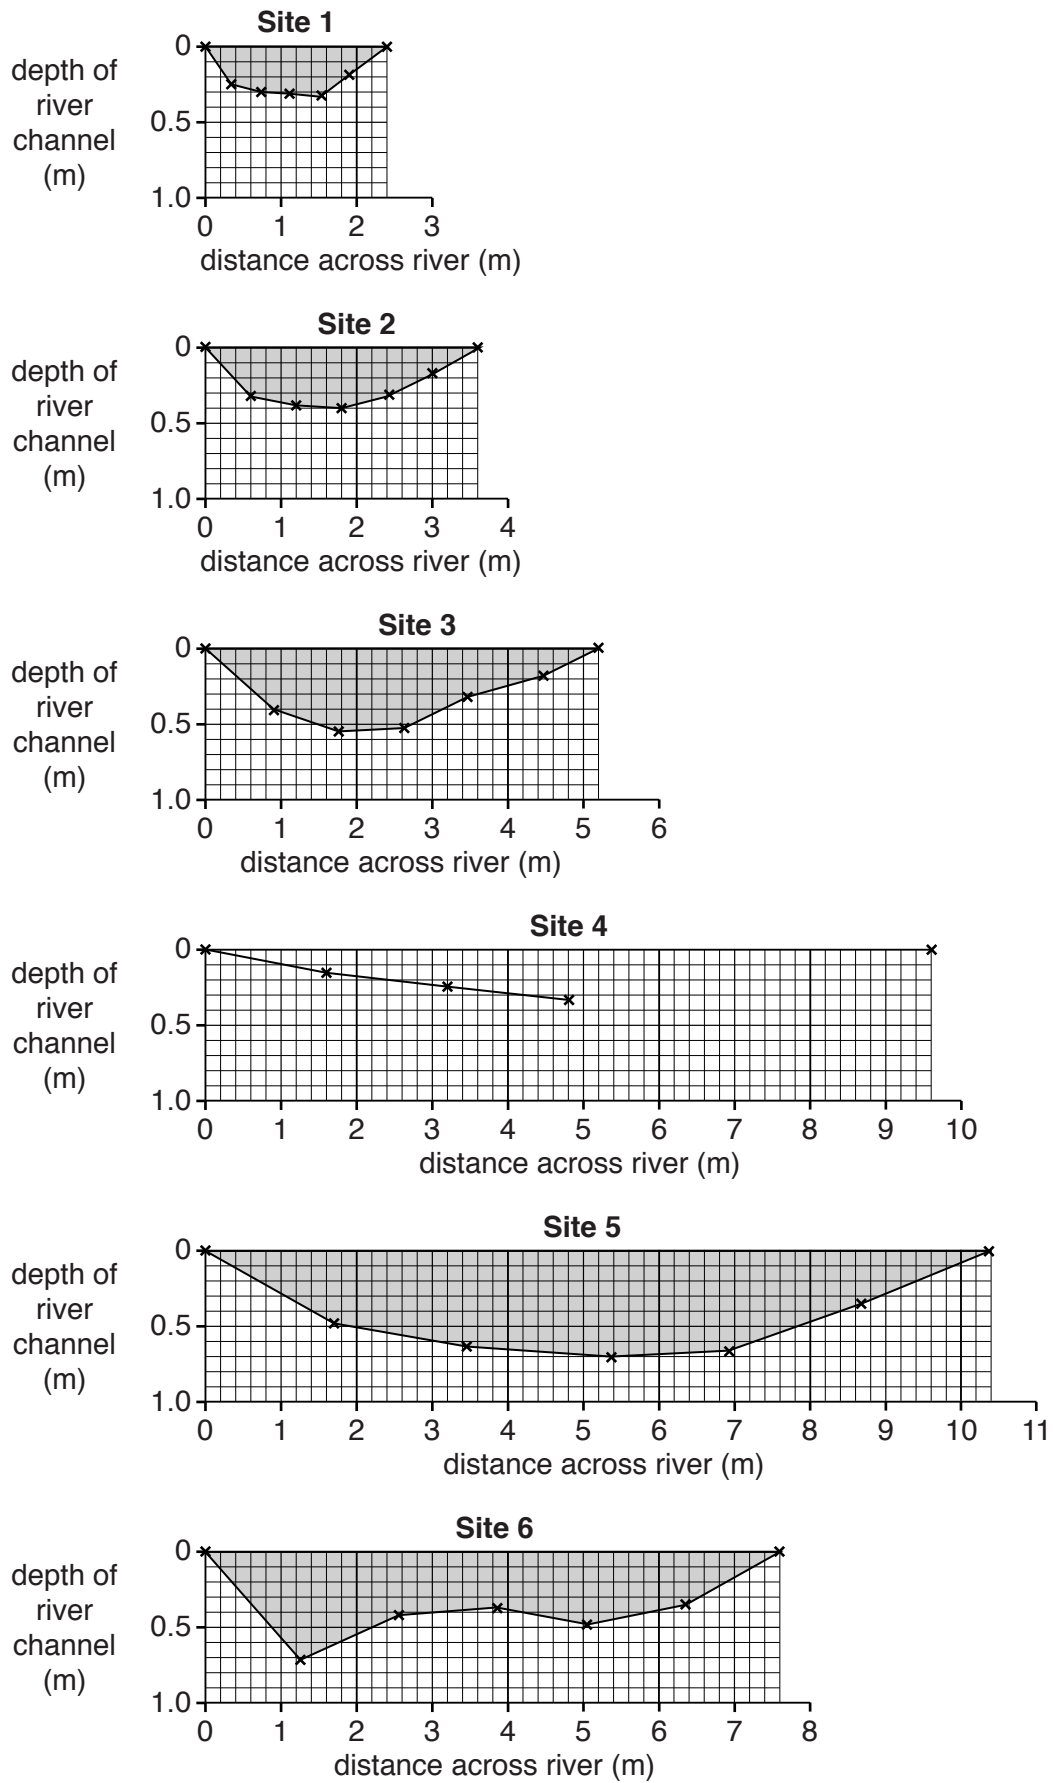 Site 1
0
depth of
river
channel
(m)
0.5
1.0
0 1 2 3
distance across river (m)
Site 2
0
depth of
river
channel
(m)
0.5
1.0
0 1 2 3 4
distance across river (m)
Site 3
0
depth of
river
channel
(m)
0.5
1.0
0 1 2 3 4 5 6
distance across river (m)
Site 4
0
depth of
river
channel
(m)
0.5
1.0
0 1 2 3 4 5 6 7 8 9 10
distance across river (m)
Site 5
0
depth of
river
channel
(m)
0.5
1.0
0 1 2 3 4 5 6 7 8 9 10 11
distance across river (m)
Site 6
0
depth of
river
channel
(m)
0.5
1.0
0 1 2 3 4 5 6 7 8
distance across river (m)